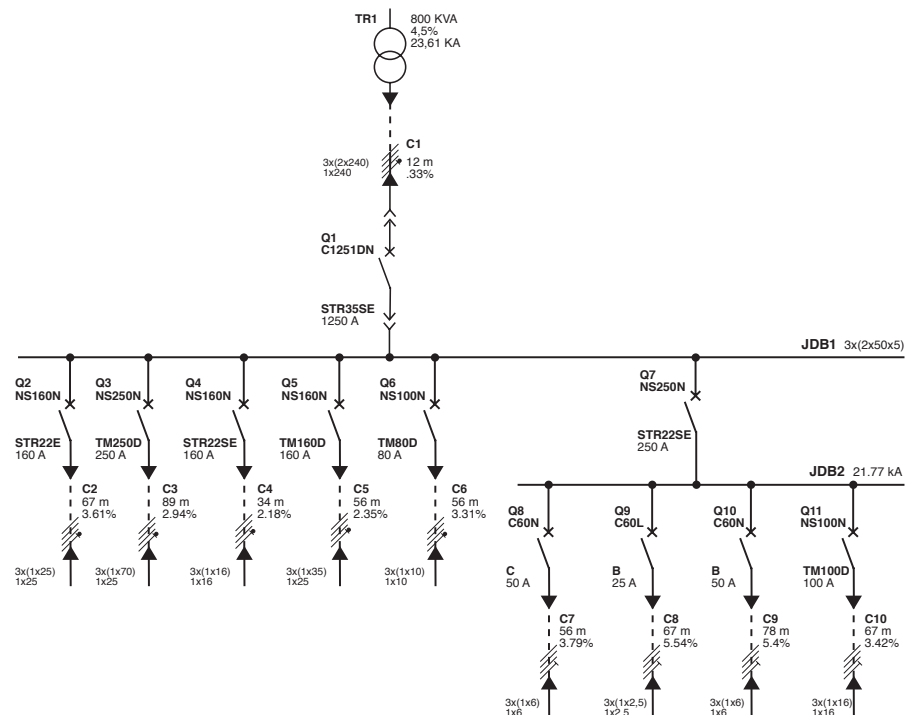 TR1 800 KVA
4,5%
23,61 KA
C1
3x(2x240)
1x240
12 m
.33%
Q1
C1251DN
STR35SE
1250 A
JDB1 3x(2x50x5)
Q2
NS160N
STR22E
160 A
C2
67 m
3.61%
3x(1x25)
1x25
Q3
NS250N
TM250D
250 A
C3
89 m
2.94%
3x(1x70)
1x25
Q4
NS160N
STR22SE
160 A
C4
34 m
2.18%
3x(1x16)
1x16
Q5
NS160N
TM160D
160 A
C5
56 m
2.35%
3x(1x35)
1x25
Q6
NS100N
TM80D
80 A
C6
56 m
3.31%
3x(1x10)
1x10
Q7
NS250N
STR22SE
250 A
JDB2 21.77 kA
Q8
C60N
C
50 A
C7
56 m
3.79%
3x(1x6)
1x6
Q9
C60L
B
25 A
C8
67 m
5.54%
3x(1x2,5)
1x2,5
Q10
C60N
B
50 A
C9
78 m
5.4%
3x(1x6)
1x6
Q11
NS100N
TM100D
100 A
C10
67 m
3.42%
3x(1x16)
1x16